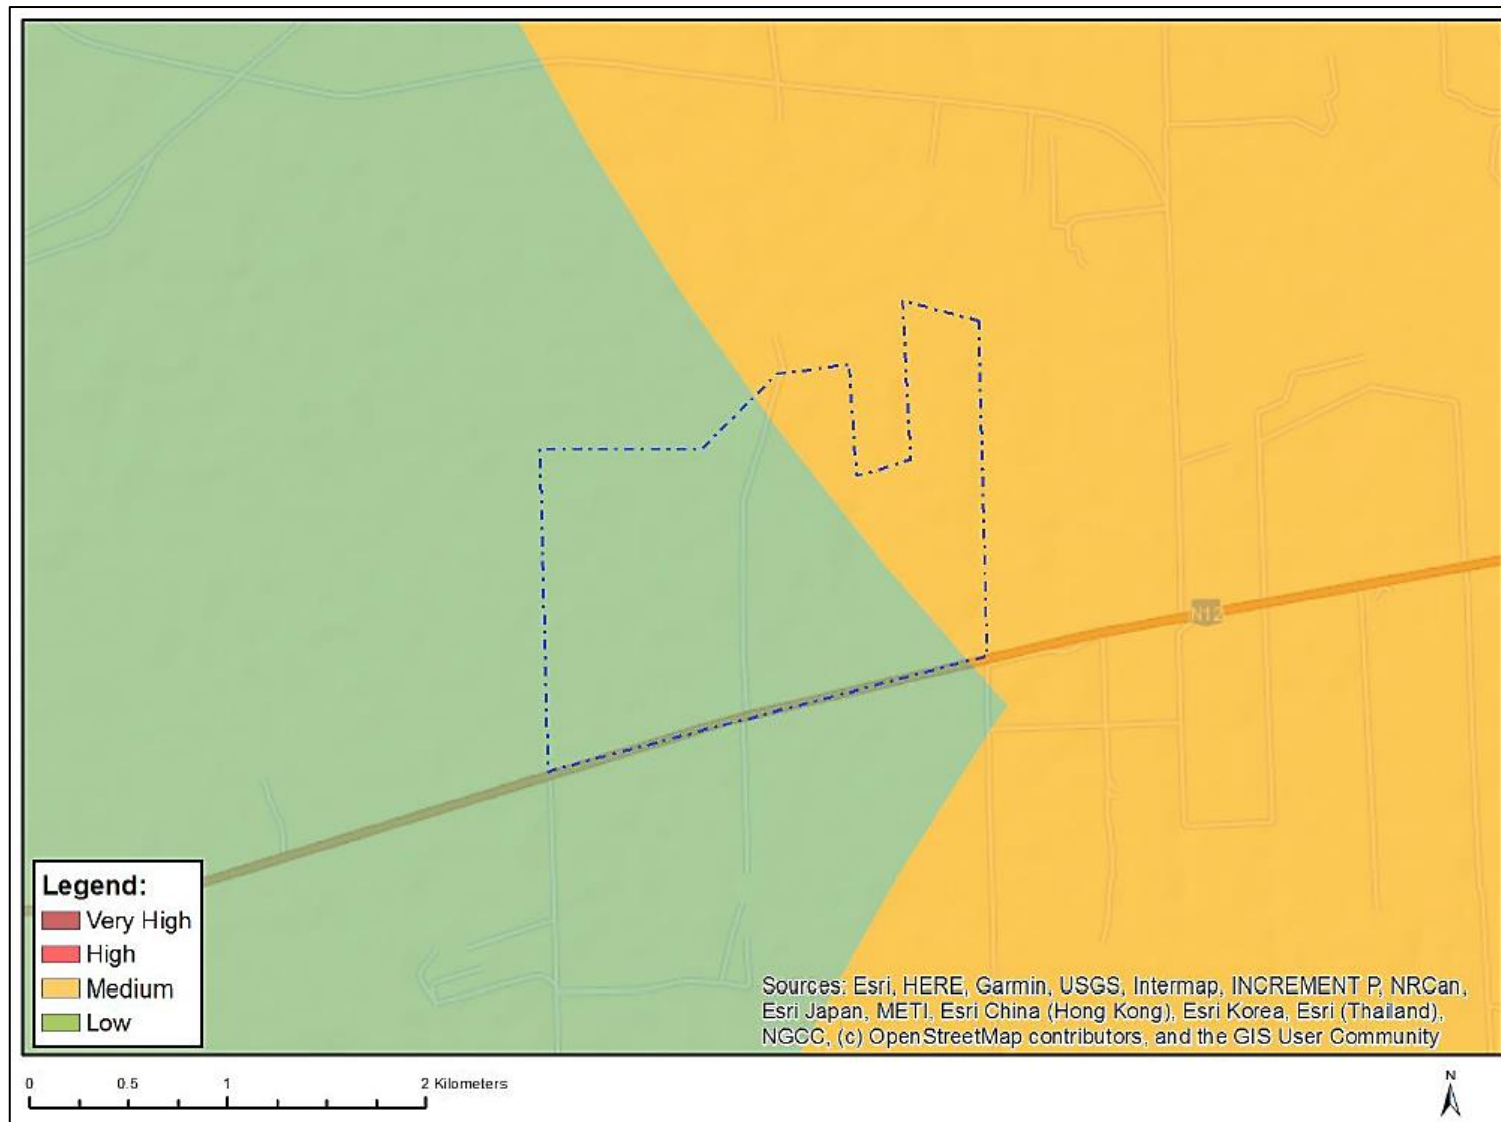 N12
Legend:
Very High
High
Medium
Low
Sources: Esri, HERE, Garmin, USGS, Intermap, INCREMENT P, NRCan,
Esri Japan, METI, Esri China (Hong Kong), Esri Korea, Esri (Thailand),
NGCC, (c) OpenStreetMap contributors, and the GIS User Community
0 0.5 1 2 Kilometers
N